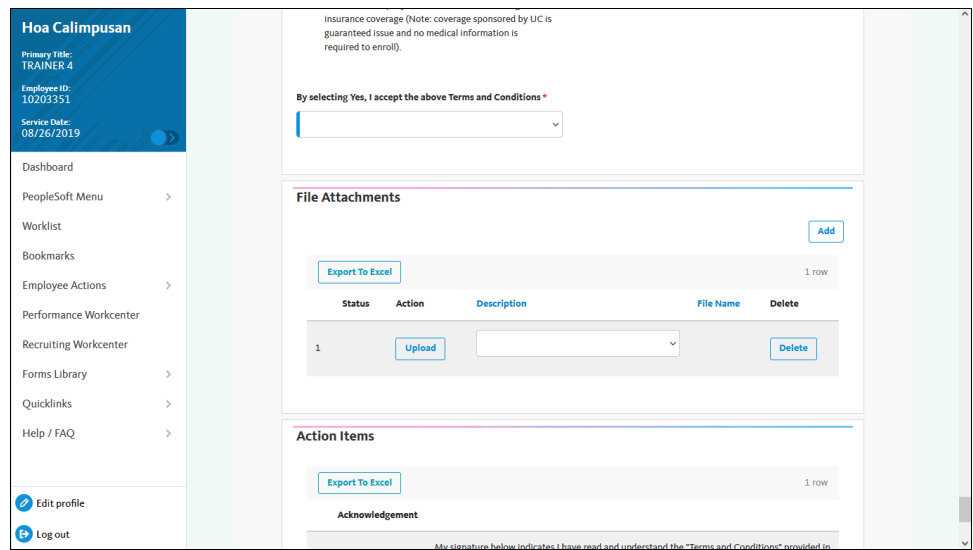 Hoa Calimpusan
Primary Title:
TRAINER 4
Employee ID:
10203351
Service Date:
08/26/2019
Dashboard
PeopleSoft Menu
Worklist
Bookmarks
Employee Actions
Performance Workcenter
Recruiting Workcenter
Forms Library
Quicklinks
Help / FAQ
Edit profile
Log out
insurance coverage (Note: coverage sponsored by UC is
guaranteed issue and no medical information is
required to enroll).
By selecting Yes, I accept the above Terms and Conditions *
File Attachments
Add
Export To Excel
1 row
Status Action Description File Name Delete
1 Upload Delete
Action Items
Export To Excel
1 row
Acknowledgement
My signature below indicates I have read and understand the "Terms and Conditions" provided in